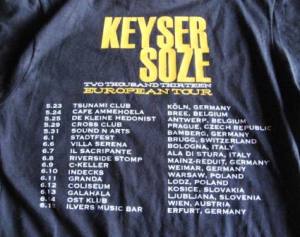 KEYSER
SOZE
TWO THOUSAND THIRTEEN
EUROPEAN TOUR
5.23 TSUNAMI CLUB KÖLN, GERMANY
5.24 CAFE AMMEHOELA BREE, BELGIUM
5.25 DE KLEINE HEDONIST ANTWERP, BELGIUM
5.29 CROSS CLUB PRAGUE, CZECH REPUBLIC
5.31 SOUND N ARTS BAMBERG, GERMANY
6.1 STADTFEST BRUGG, SWITZERLAND
6.6 VILLA SERENA BOLOGNA, ITALY
6.7 IL SACRIPANTE ALA DI STURA, ITALY
6.8 RIVERSIDE STOMP MAINZ-REDUIT, GERMANY
6.9 C-KELLER WEIMAR, GERMANY
6.10 INDECKS WARSAW, POLAND
6.11 GRANDA LODZ, POLAND
6.12 COLISEUM KOSICE, SLOVAKIA
6.13 GALAHALA LJUBLJANA, SLOVENIA
6.14 OST KLUB WIEN, AUSTRIA
ILVERS MUSIC BAR ERFURT, GERMANY